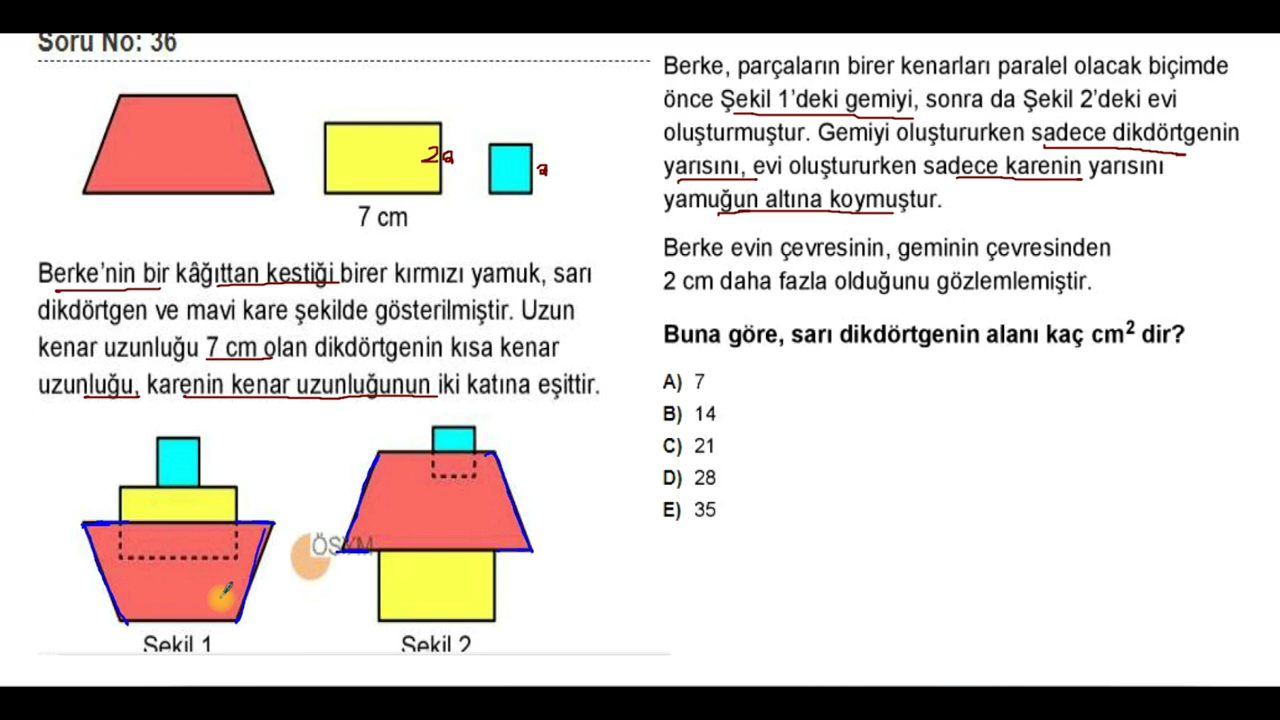 Soru No: 36
2a
a
7 cm
Berke'nin bir kâğıttan kestiği birer kırmızı yamuk, sarı
dikdörtgen ve mavi kare şekilde gösterilmiştir. Uzun
kenar uzunluğu 7 cm olan dikdörtgenin kısa kenar
uzunluğu, karenin kenar uzunluğunun iki katına eşittir.
ÖSYM
Şekil 1
Şekil 2
Berke, parçaların birer kenarları paralel olacak biçimde
önce Şekil 1'deki gemiyi, sonra da Şekil 2'deki evi
oluşturmuştur. Gemiyi oluştururken sadece dikdörtgenin
yarısını, evi oluştururken sadece karenin yarısını
yamuğun altına koymuştur.
Berke evin çevresinin, geminin çevresinden
2 cm daha fazla olduğunu gözlemlemiştir.
Buna göre, sarı dikdörtgenin alanı kaç cm² dir?
A) 7
B) 14
C) 21
D) 28
E) 35